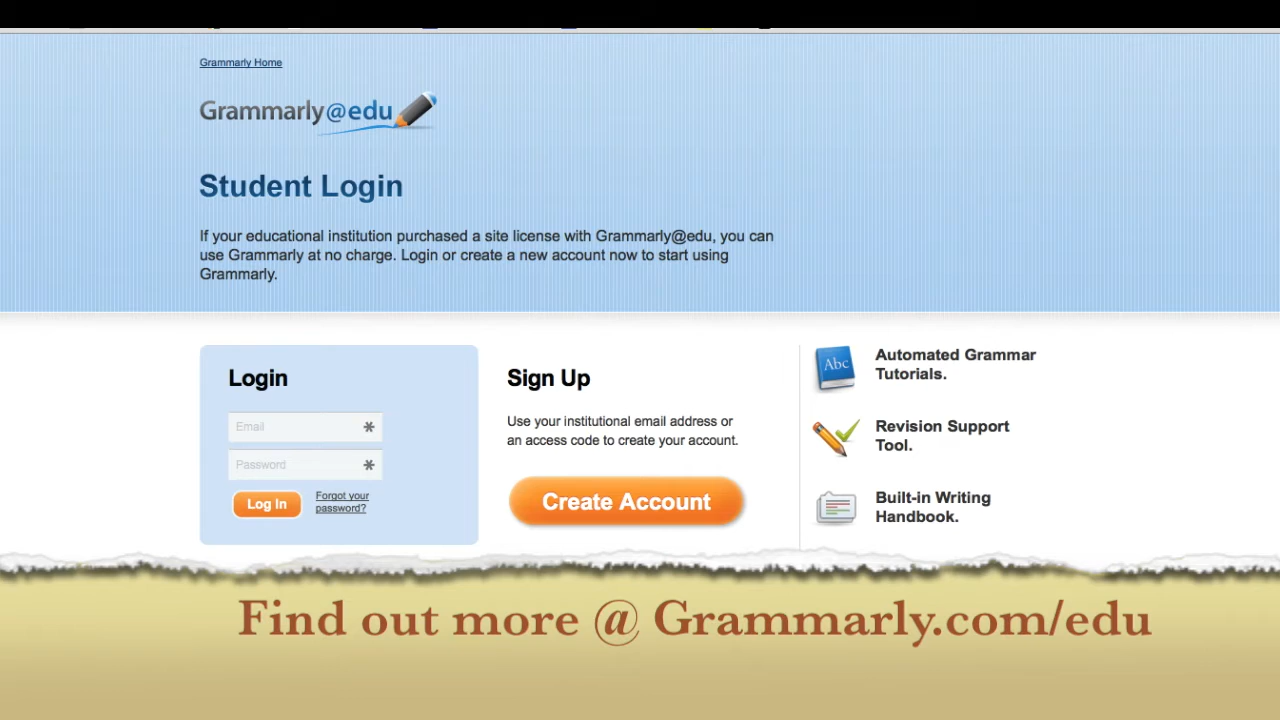 Grammarly Home
Grammarly@edu
Student Login
If your educational institution purchased a site license with Grammarly@edu, you can
use Grammarly at no charge. Login or create a new account now to start using
Grammarly.
Login
Email *
Password *
Log In
Forgot your
password?
Sign Up
Use your institutional email address or
an access code to create your account.
Create Account
Abc
Automated Grammar
Tutorials.
Revision Support
Tool.
Built-in Writing
Handbook.
Find out more @ Grammarly.com/edu